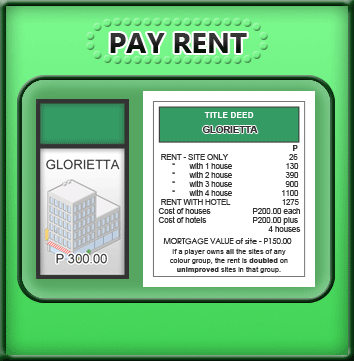 PAY RENT
GLORIETTA
P 300.00
TITLE DEED
GLORIETTA
P
RENT - SITE ONLY 26
" with 1 house 130
" with 2 house 390
" with 3 house 900
" with 4 house 1100
RENT WITH HOTEL 1275
Cost of houses P200.00 each
Cost of hotels P200.00 plus
4 houses
MORTGAGE VALUE of site - P150.00
If a player owns all the sites of any
colour group, the rent is doubled on
unimproved sites in that group.